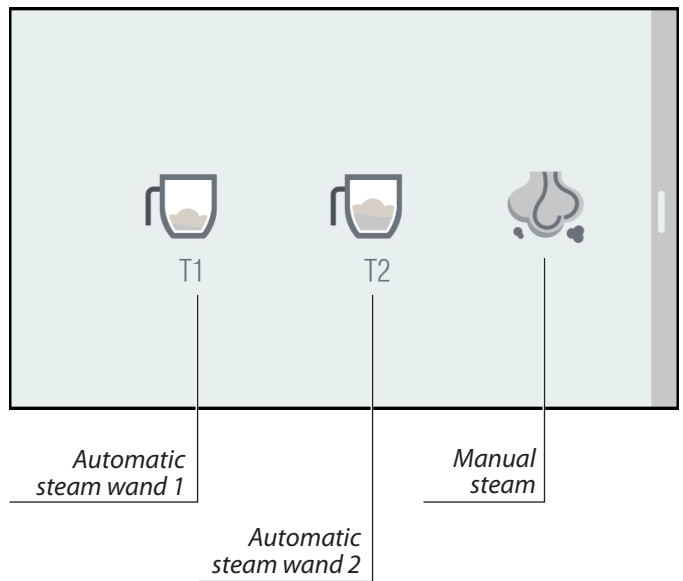 T1
T2
Automatic
steam wand 1
Manual
steam
Automatic
steam wand 2